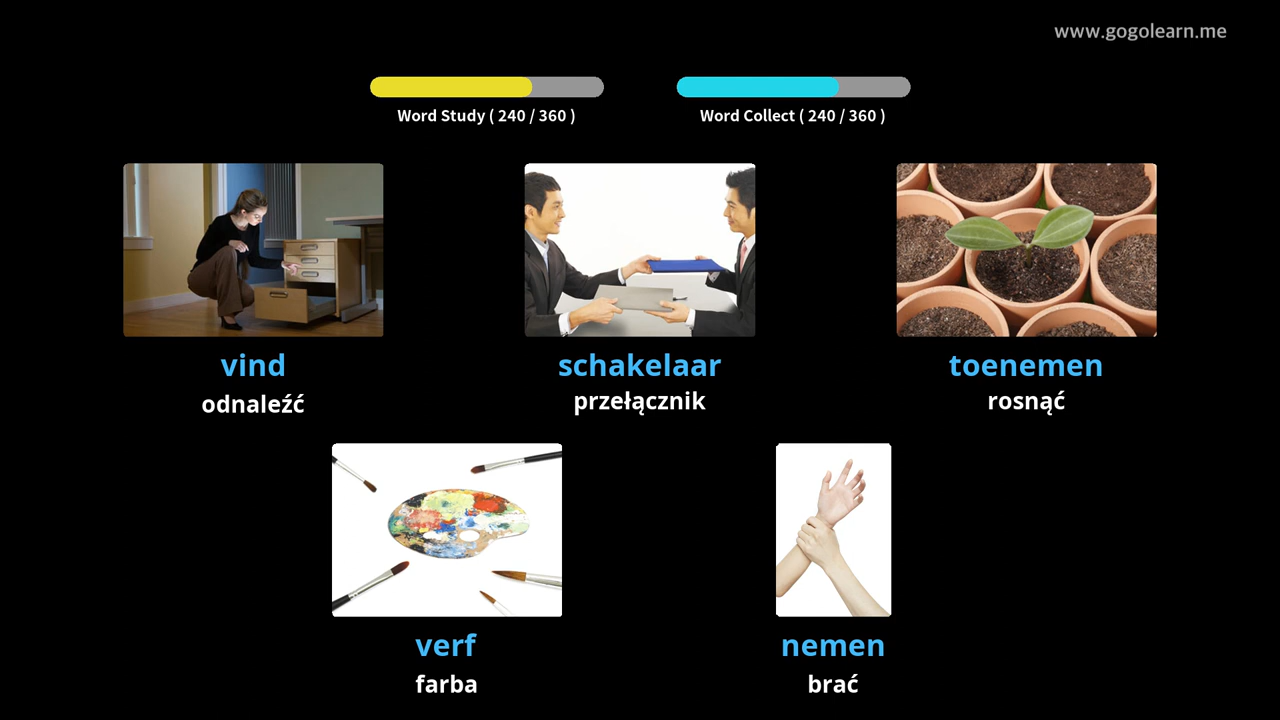 www.gogolearn.me
Word Study ( 240 / 360 )
Word Collect ( 240 / 360 )
vind
odnaleźć
schakelaar
przełącznik
toenemen
rosnąć
verf
farba
nemen
brać